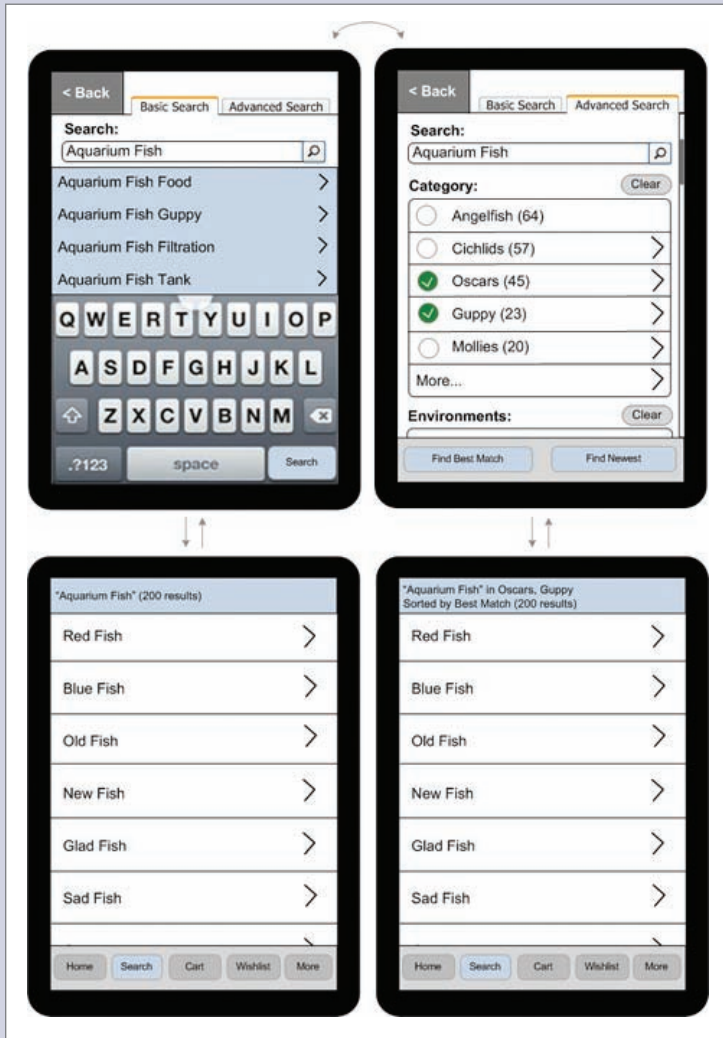 < Back
Basic Search
Advanced Search
Search:
Aquarium Fish
Aquarium Fish Food
Aquarium Fish Guppy
Aquarium Fish Filtration
Aquarium Fish Tank
Q W E R T Y U I O P
A S D F G H J K L
Z X C V B N M
.?123 space Search
< Back
Basic Search
Advanced Search
Search:
Aquarium Fish
Category: Clear
Angelfish (64)
Cichlids (57)
Oscars (45)
Guppy (23)
Mollies (20)
More...
Environments: Clear
Find Best Match Find Newest
"Aquarium Fish" (200 results)
Red Fish
Blue Fish
Old Fish
New Fish
Glad Fish
Sad Fish
Home Search Cart Wishlist More
"Aquarium Fish" in Oscars, Guppy
Sorted by Best Match (200 results)
Red Fish
Blue Fish
Old Fish
New Fish
Glad Fish
Sad Fish
Home Search Cart Wishlist More